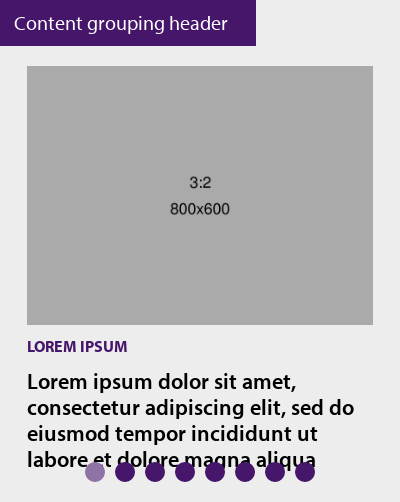 Content grouping header
3:2
800x600
LOREM IPSUM
Lorem ipsum dolor sit amet,
consectetur adipiscing elit, sed do
eiusmod tempor incididunt ut
labore et dolore magna aliqua